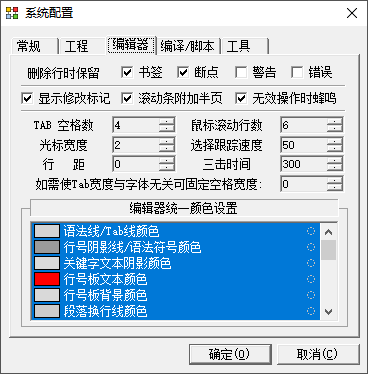 系统配置
常规 工程 编辑器 编译/脚本 工具
删除行时保留 书签 断点 警告 错误
显示修改标记 滚动条附加半页 无效操作时蜂鸣
TAB 空格数 4 鼠标滚动行数 6
光标宽度 2 选择跟踪速度 50
行 距 0 三击时间 300
如需使Tab宽度与字体无关可固定空格宽度: 0
编辑器统一颜色设置
语法线/Tab线颜色
行号阴影线/语法符号颜色
关键字文本阴影颜色
行号板文本颜色
行号板背景颜色
段落换行线颜色
确定(O) 取消(C)